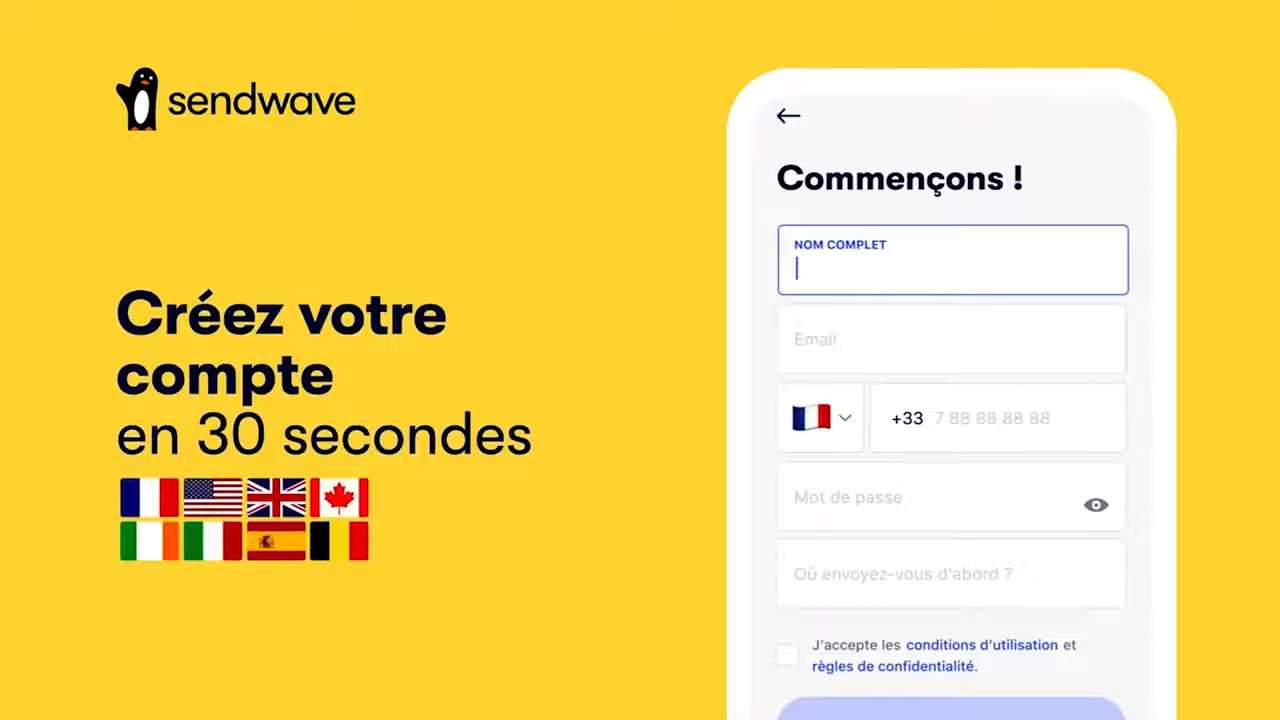 sendwave
Créez votre
compte
en 30 secondes
Commençons !
NOM COMPLET
Email
+33 7 88 88 88 88
Mot de passe
Où envoyez-vous d'abord ?
J'accepte les conditions d'utilisation et
règles de confidentialité.